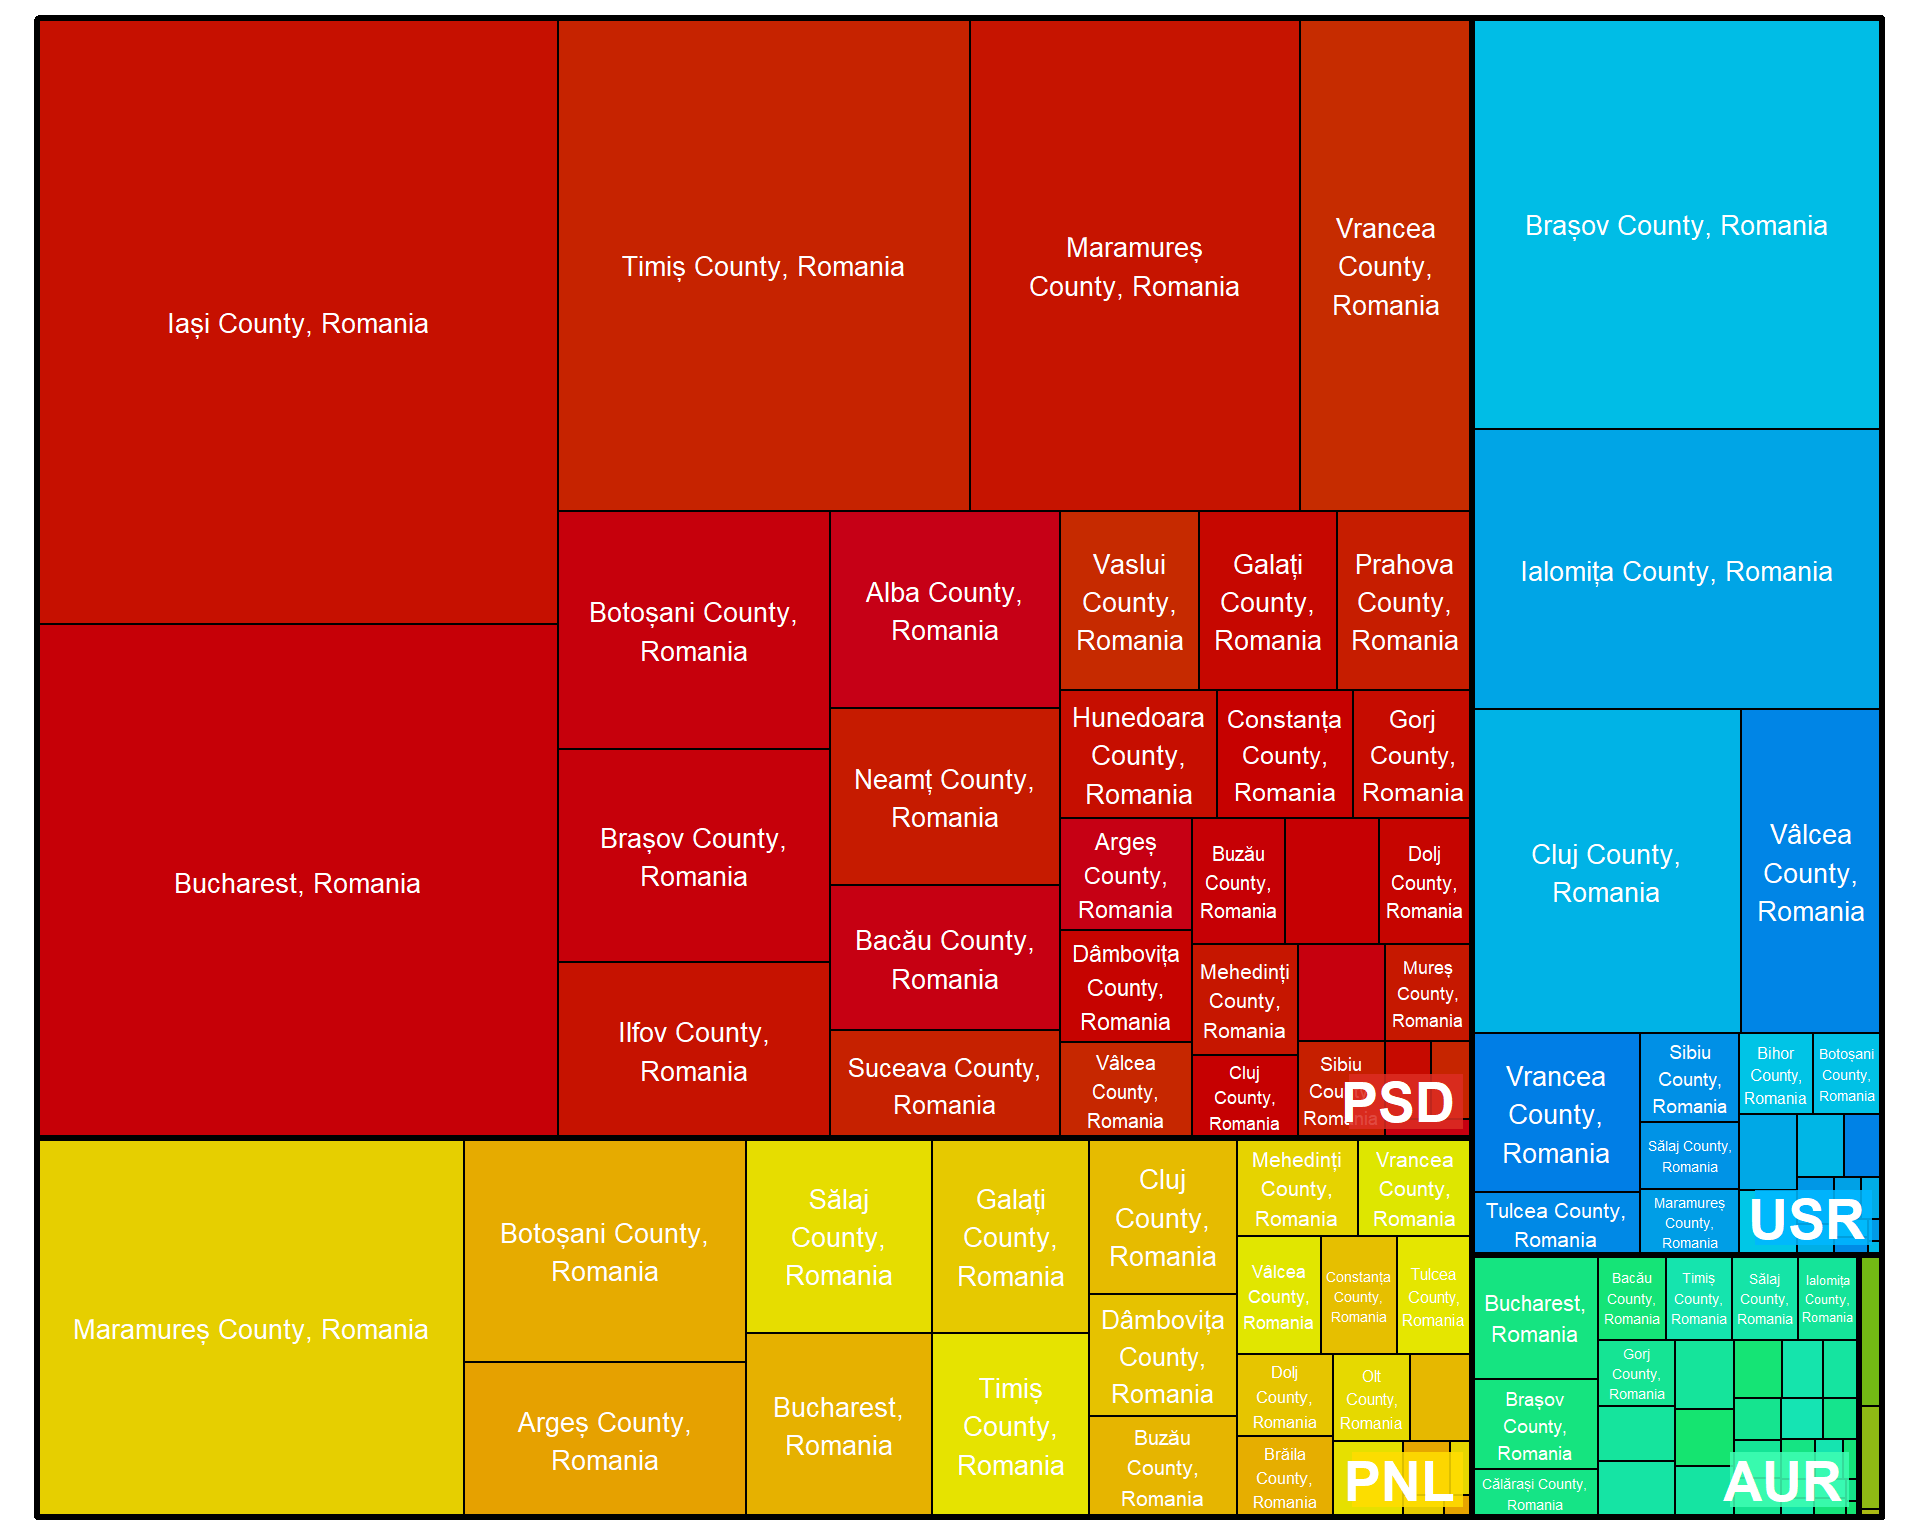 Iași County, Romania
Bucharest, Romania
Timiș County, Romania
Maramureș
County, Romania
Vrancea
County,
Romania
Botoșani County,
Romania
Brașov County,
Romania
Ilfov County,
Romania
Alba County,
Romania
Neamț County,
Romania
Bacău County,
Romania
Suceava County,
Romania
Vaslui
County,
Romania
Galați
County,
Romania
Prahova
County,
Romania
Hunedoara
County,
Romania
Constanța
County,
Romania
Gorj
County,
Romania
Argeș
County,
Romania
Dâmbovița
County,
Romania
Vâlcea
County,
Romania
Buzău
County,
Romania
Dolj
County,
Romania
Mehedinți
County,
Romania
Mureș
County,
Romania
Cluj
County,
Romania
Sibiu
County,
Romania
PSD
Maramureș County, Romania
Botoșani County,
Romania
Argeș County,
Romania
Sălaj
County,
Romania
Bucharest,
Romania
Galați
County,
Romania
Timiș
County,
Romania
Cluj
County,
Romania
Dâmbovița
County,
Romania
Buzău
County,
Romania
Mehedinți
County,
Romania
Vrancea
County,
Romania
Vâlcea
County,
Romania
Constanța
County,
Romania
Tulcea
County,
Romania
Dolj
County,
Romania
Olt
County,
Romania
Brăila
County,
Romania
PNL
Brașov County, Romania
Ialomița County, Romania
Cluj County,
Romania
Vâlcea
County,
Romania
Vrancea
County,
Romania
Tulcea County,
Romania
Sibiu
County,
Romania
Sălaj County,
Romania
Maramureș
County,
Romania
Bihor
County,
Romania
Botoșani
County,
Romania
USR
Bucharest,
Romania
Brașov
County,
Romania
Călărași County,
Romania
Bacău
County,
Romania
Timiș
County,
Romania
Sălaj
County,
Romania
Ialomița
County,
Romania
Gorj
County,
Romania
AUR